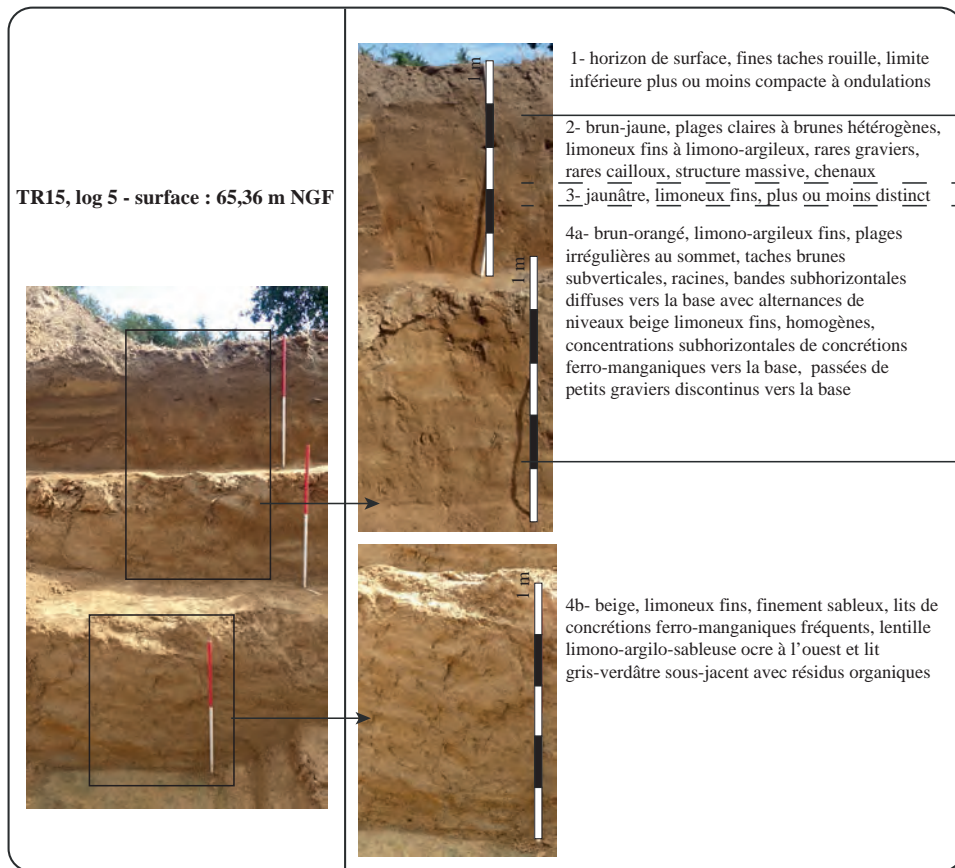 TR15, log 5 - surface : 65,36 m NGF
1 m
1- horizon de surface, fines taches rouille, limite
inférieure plus ou moins compacte à ondulations
2- brun-jaune, plages claires à brunes hétérogènes,
limoneux fins à limono-argileux, rares graviers,
rares cailloux, structure massive, chenaux
3- jaunâtre, limoneux fins, plus ou moins distinct
1 m
4a- brun-orangé, limono-argileux fins, plages
irrégulières au sommet, taches brunes
subverticales, racines, bandes subhorizontales
diffuses vers la base avec alternances de
niveaux beige limoneux fins, homogènes,
concentrations subhorizontales de concrétions
ferro-manganiques vers la base, passées de
petits graviers discontinus vers la base
1 m
4b- beige, limoneux fins, finement sableux, lits de
concrétions ferro-manganiques fréquents, lentille
limono-argilo-sableuse ocre à l'ouest et lit
gris-verdâtre sous-jacent avec résidus organiques